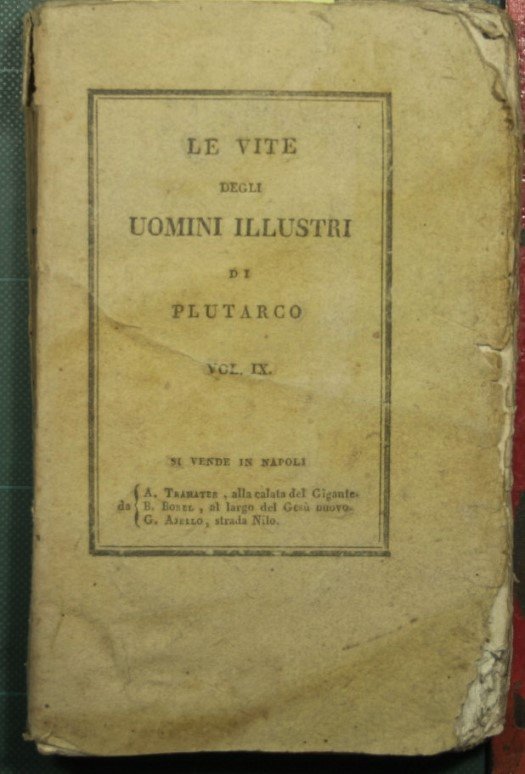 LE VITE
DEGLI
UOMINI ILLUSTRI
DI
PLUTARCO
VOL. IX.
SI VENDE IN NAPOLI
da
A. TRAMATER, alla calata del Gigante.
B. BOREL, al largo del Gesù nuovo.
G. AJELLO, strada Nilo.